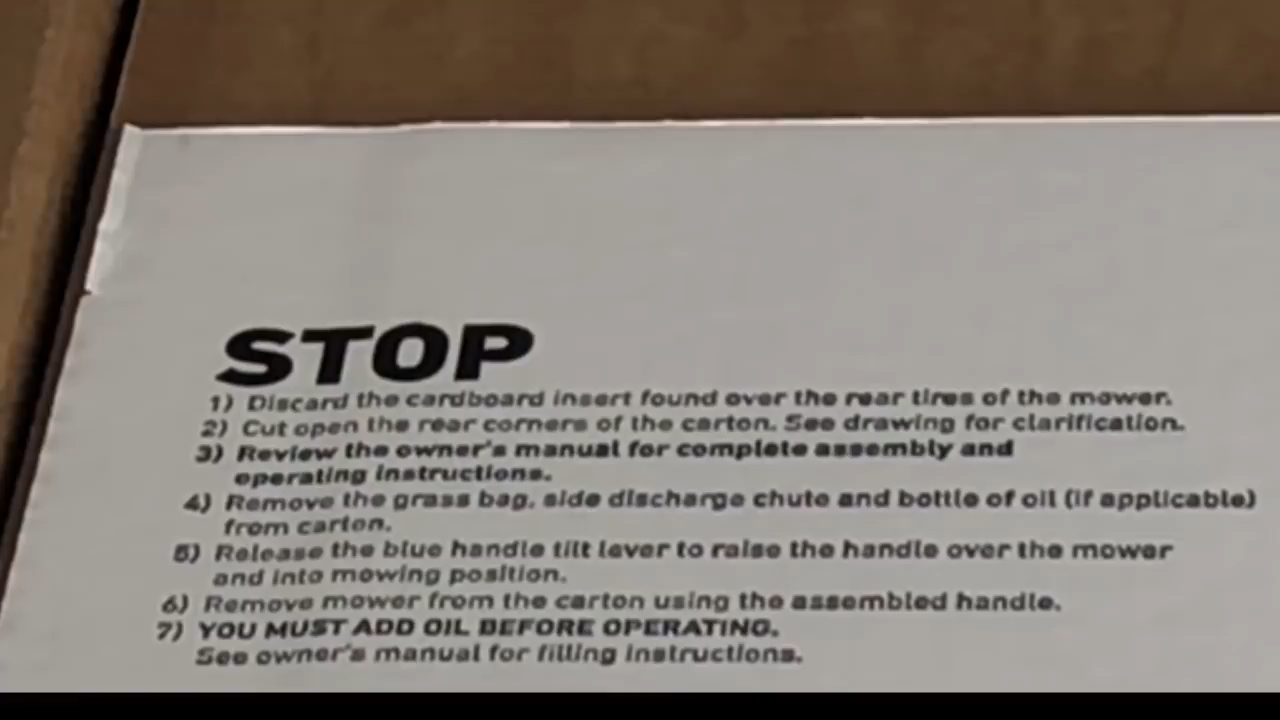 STOP
1) Discard the cardboard insert found over the rear tires of the mower.
2) Cut open the rear corners of the carton. See drawing for clarification.
3) Review the owner's manual for complete assembly and
operating instructions.
4) Remove the grass bag, side discharge chute and bottle of oil (if applicable)
from carton.
5) Release the blue handle tilt lever to raise the handle over the mower
and into mowing position.
6) Remove mower from the carton using the assembled handle.
7) YOU MUST ADD OIL BEFORE OPERATING.
See owner's manual for filling instructions.